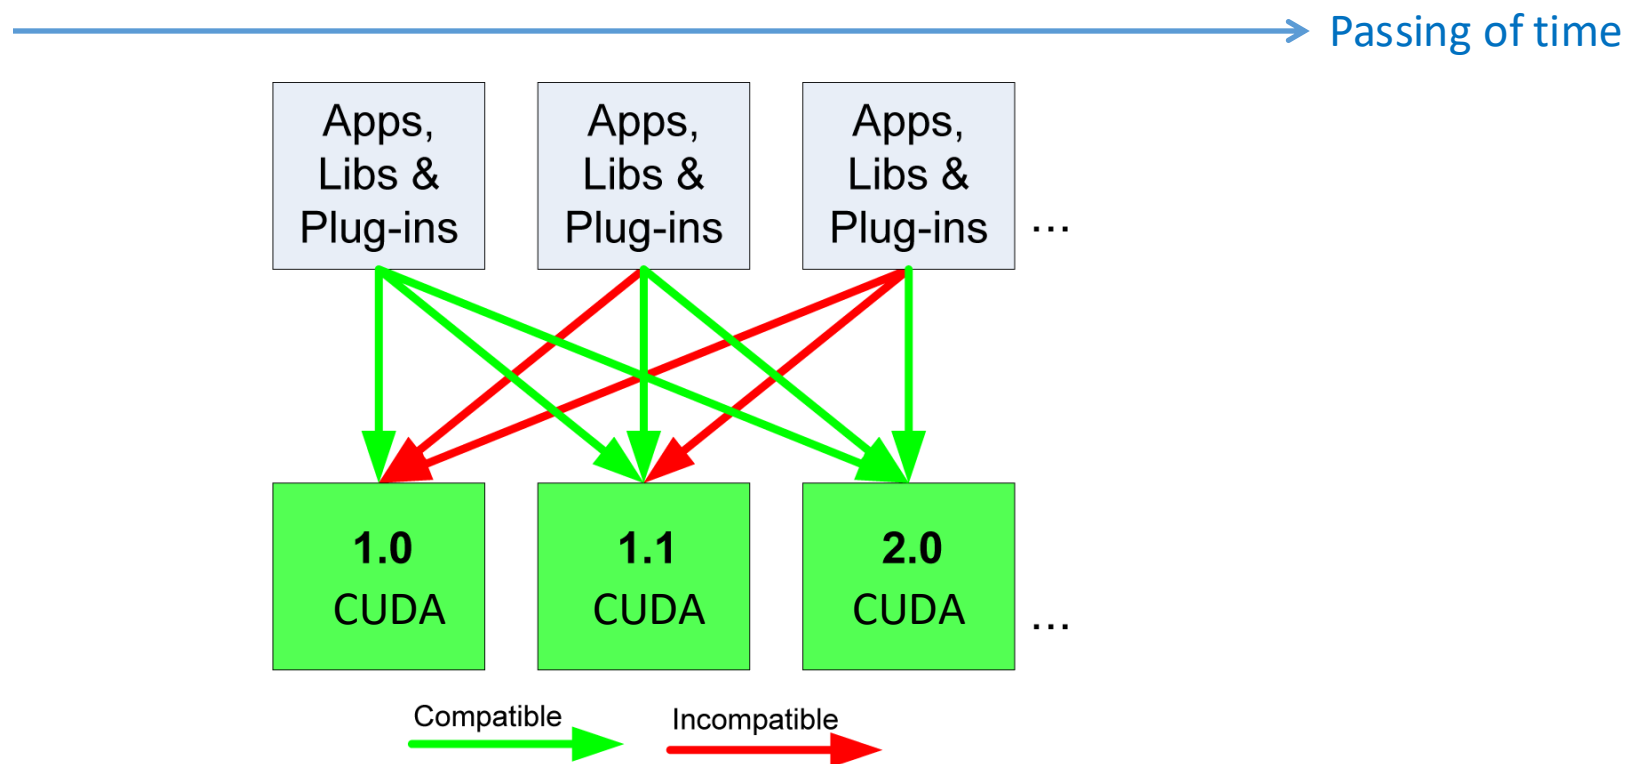 Passing of time
Apps,
Libs &
Plug-ins
Apps,
Libs &
Plug-ins
Apps,
Libs &
Plug-ins
...
1.0
CUDA
1.1
CUDA
2.0
CUDA
...
Compatible
Incompatible